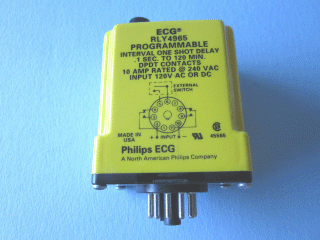 ECG®
RLY4965
PROGRAMMABLE
INTERVAL ONE SHOT DELAY
.1 SEC. TO 120 MIN.
DPDT CONTACTS
10 AMP RATED @ 240 VAC
INPUT 120V AC OR DC
EXTERNAL
SWITCH
MADE IN
USA
+ INPUT -
45566
Philips ECG
A North American Philips Company